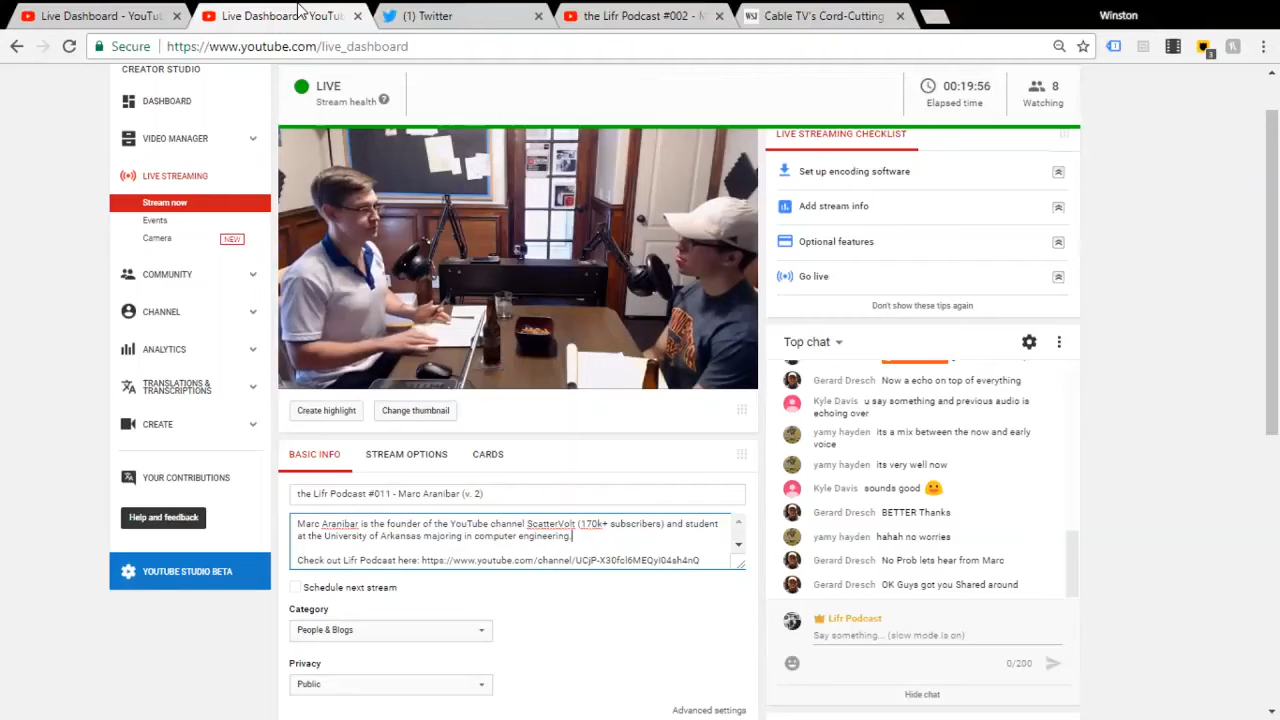 Live Dashboard - YouTu
Live Dashboard - YouTu
(1) Twitter
the Lifr Podcast #002 - M
WSJ
Cable TV's Cord-Cutting
Winston
Secure
https://www.youtube.com/live_dashboard
3
CREATOR STUDIO
DASHBOARD
VIDEO MANAGER
LIVE STREAMING
Stream now
Events
Camera
NEW
COMMUNITY
CHANNEL
ANALYTICS
TRANSLATIONS &
TRANSCRIPTIONS
CREATE
YOUR CONTRIBUTIONS
Help and feedback
YOUTUBE STUDIO BETA
LIVE
Stream health
00:19:56
Elapsed time
8
Watching
Create highlight
Change thumbnail
BASIC INFO
STREAM OPTIONS
CARDS
the Lifr Podcast #011 - Marc Aranibar (v. 2)
Marc Aranibar is the founder of the YouTube channel ScatterVolt (170k+ subscribers) and student
at the University of Arkansas majoring in computer engineering.
Check out Lifr Podcast here: https://www.youtube.com/channel/UCjP-X30fcl6MEQyI04sh4nQ
Schedule next stream
Category
People & Blogs
Privacy
Public
Advanced settings
LIVE STREAMING CHECKLIST
Set up encoding software
Add stream info
Optional features
Go live
Don't show these tips again
Top chat
Gerard Dresch Now a echo on top of everything
Kyle Davis u say something and previous audio is
echoing over
yamy hayden its a mix between the now and early
voice
yamy hayden its very well now
Kyle Davis sounds good
Gerard Dresch BETTER Thanks
yamy hayden hahah no worries
Gerard Dresch No Prob lets hear from Marc
Gerard Dresch OK Guys got you Shared around
Lifr Podcast
Say something... (slow mode is on)
0/200
Hide chat